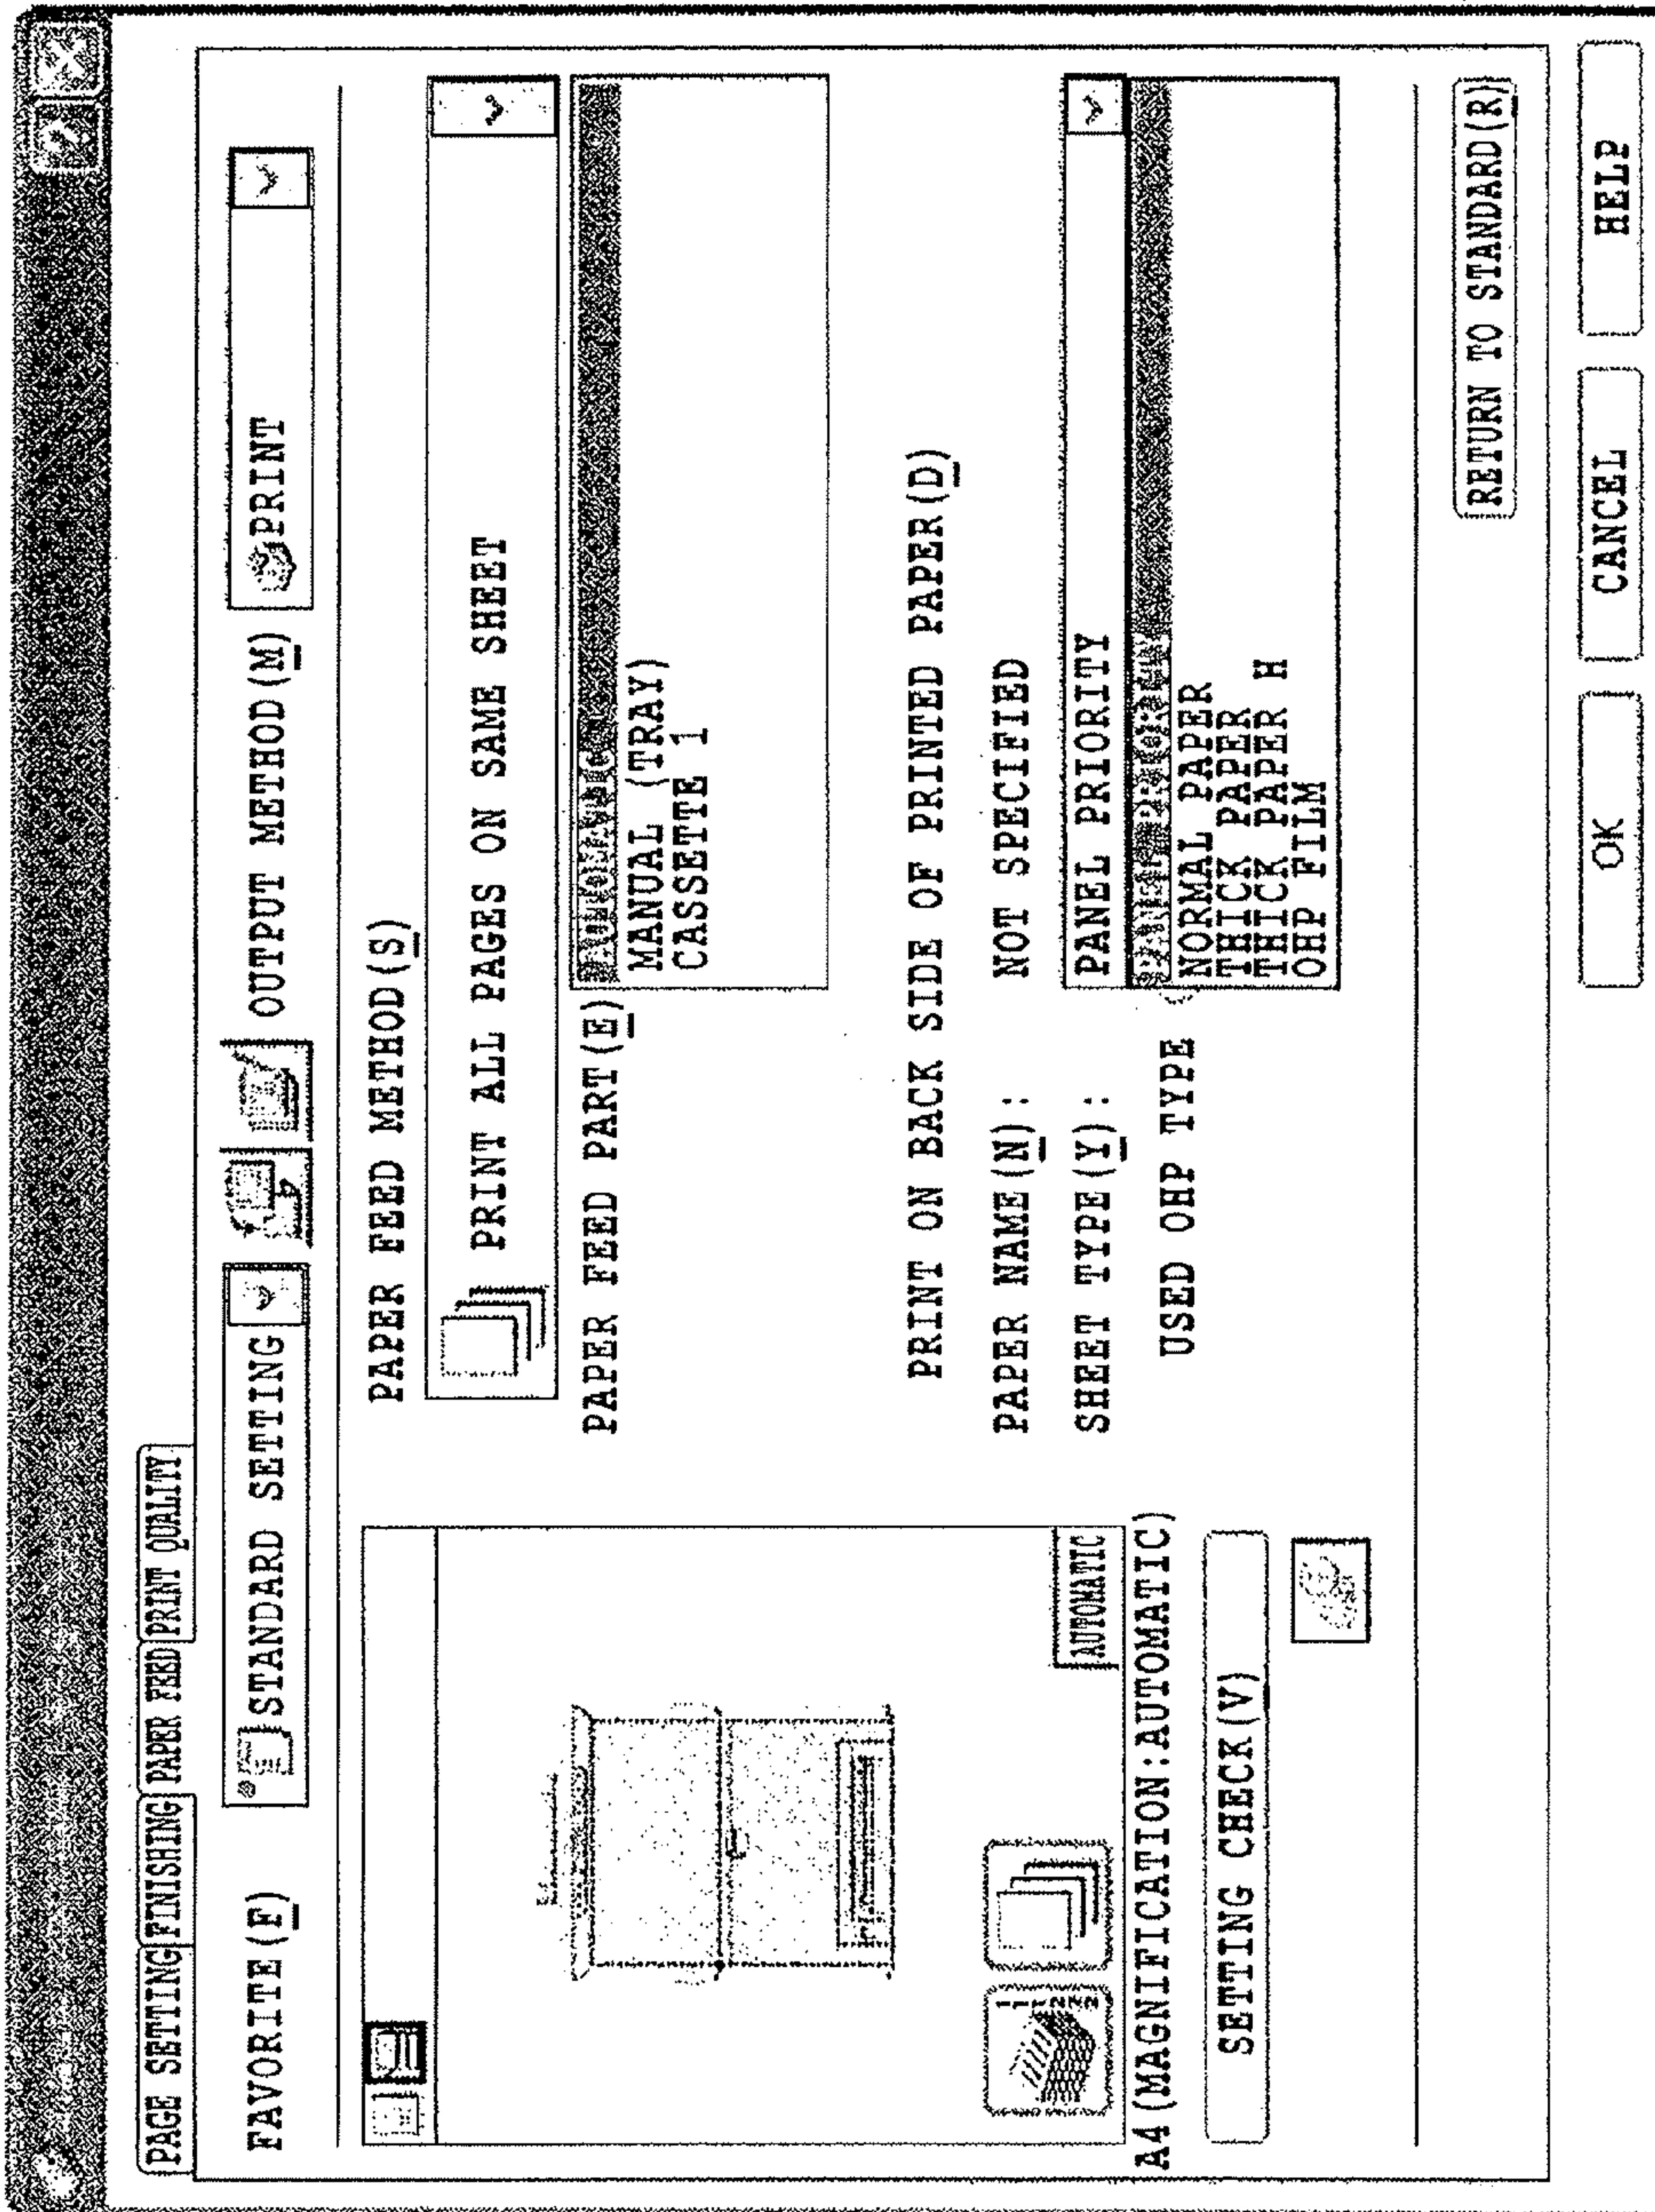 PAGE SETTING FINISHING PAPER FEED PRINT QUALITY
FAVORITE(F) STANDARD SETTING OUTPUT METHOD(M) PRINT
PAPER FEED METHOD(S)
PRINT ALL PAGES ON SAME SHEET
PAPER FEED PART(E)
MANUAL (TRAY)
CASSETTE 1
PRINT ON BACK SIDE OF PRINTED PAPER(D)
PAPER NAME(N): NOT SPECIFIED
SHEET TYPE(Y): PANEL PRIORITY
PANEL PRIORITY
NORMAL PAPER
THICK PAPER
THICK PAPER H
OHP FILM
USED OHP TYPE
AUTOMATIC
A4(MAGNIFICATION:AUTOMATIC)
SETTING CHECK(V)
RETURN TO STANDARD(R)
OK CANCEL HELP